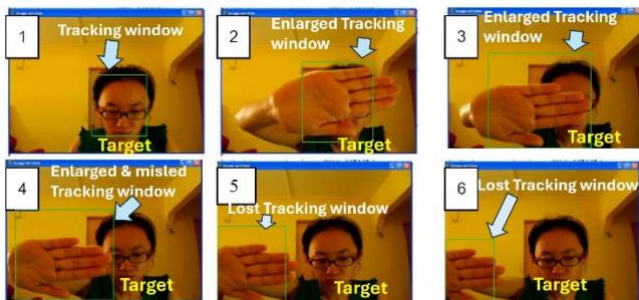 1
Tracking window
Target
2
Enlarged Tracking
window
Target
3
Enlarged Tracking
window
Target
4
Enlarged & misled
Tracking window
Target
5
Lost Tracking window
Target
6
Lost Tracking window
Target